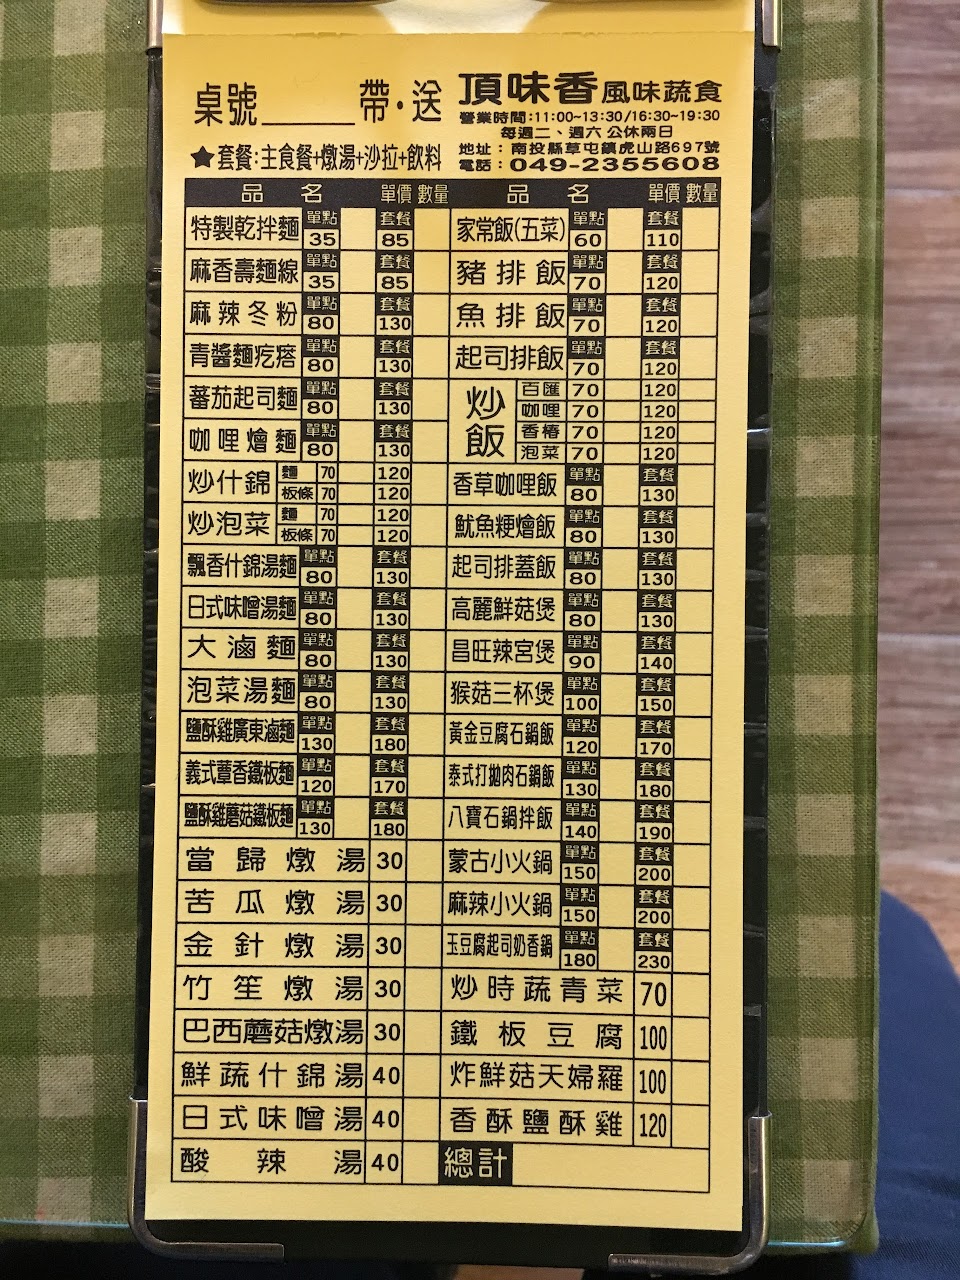 桌號______帶·送
頂味香風味蔬食
營業時間:11:00~13:30/16:30~19:30
每週二、週六 公休兩日
地址:南投縣草屯鎮虎山路697號
電話:049-2355608
★套餐:主食餐+燉湯+沙拉+飲料
品名 單價 數量
特製乾拌麵 單點 35 套餐 85
麻香壽麵線 單點 35 套餐 85
麻辣冬粉 單點 80 套餐 130
青醬麵疙瘩 單點 80 套餐 130
蕃茄起司麵 單點 80 套餐 130
咖哩燴麵 單點 80 套餐 130
炒什錦 麵 70 120
板條 70 120
炒泡菜 麵 70 120
板條 70 120
飄香什錦湯麵 單點 80 套餐 130
日式味噌湯麵 單點 80 套餐 130
大滷麵 單點 80 套餐 130
泡菜湯麵 單點 80 套餐 130
鹽酥雞廣東滷麵 單點 130 套餐 180
義式蕈香鐵板麵 單點 120 套餐 170
鹽酥雞蘑菇鐵板麵 單點 130 套餐 180
當歸燉湯 30
苦瓜燉湯 30
金針燉湯 30
竹笙燉湯 30
巴西蘑菇燉湯 30
鮮蔬什錦湯 40
日式味噌湯 40
酸辣湯 40
品名 單價 數量
家常飯(五菜) 單點 60 套餐 110
豬排飯 單點 70 套餐 120
魚排飯 單點 70 套餐 120
起司排飯 單點 70 套餐 120
炒飯 百匯 70 120
咖哩 70 120
香椿 70 120
泡菜 70 120
香草咖哩飯 單點 80 套餐 130
魷魚粳燴飯 單點 80 套餐 130
起司排蓋飯 單點 80 套餐 130
高麗鮮菇煲 單點 80 套餐 130
昌旺辣宮煲 單點 90 套餐 140
猴菇三杯煲 單點 100 套餐 150
黃金豆腐石鍋飯 單點 120 套餐 170
泰式打拋肉石鍋飯 單點 130 套餐 180
八寶石鍋拌飯 單點 140 套餐 190
蒙古小火鍋 單點 150 套餐 200
麻辣小火鍋 單點 150 套餐 200
玉豆腐起司奶香鍋 單點 180 套餐 230
炒時蔬青菜 70
鐵板豆腐 100
炸鮮菇天婦羅 100
香酥鹽酥雞 120
總計